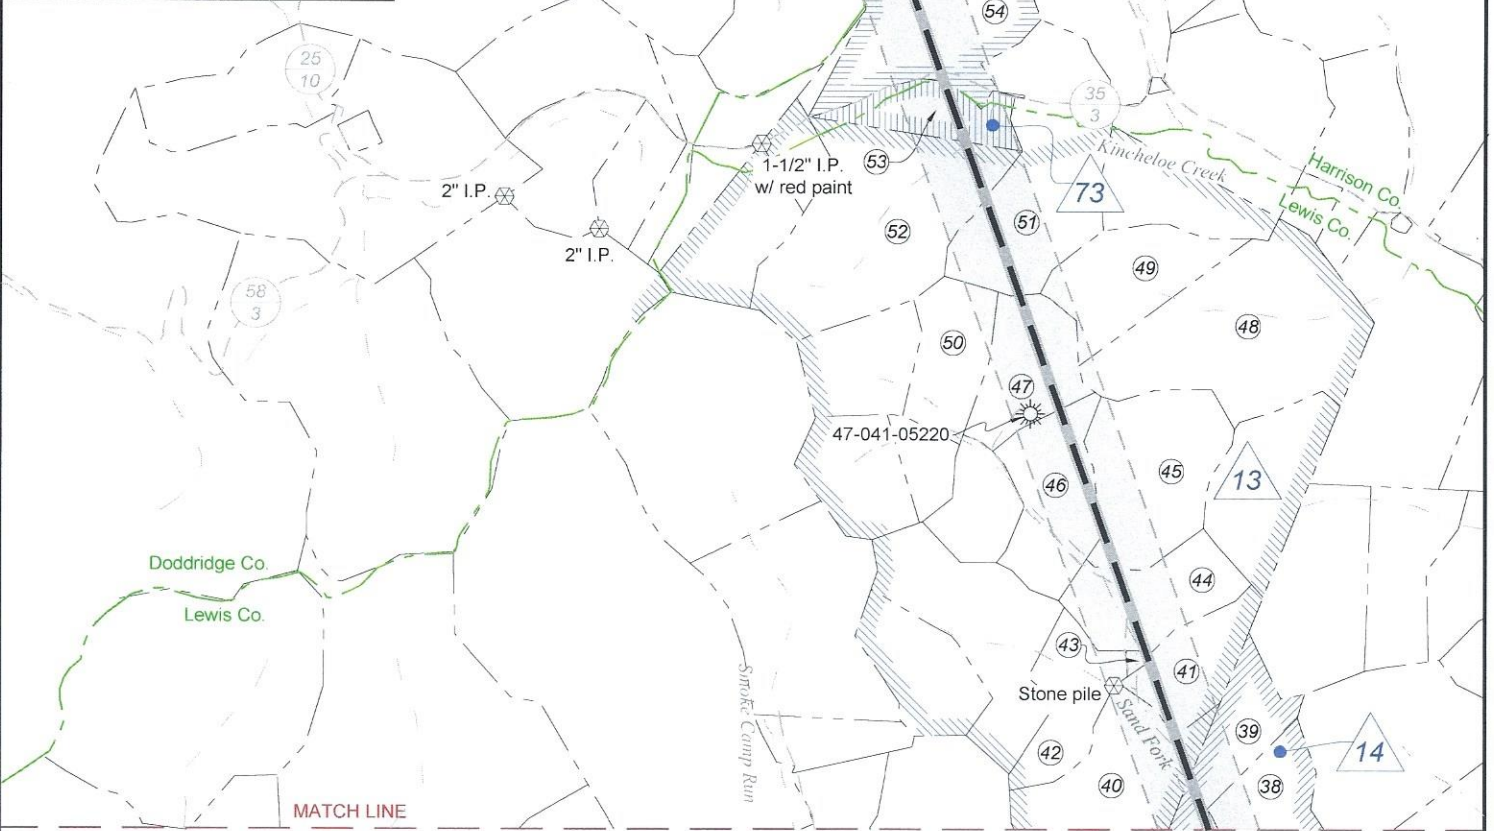 54
25
10
35
3
1-1/2" I.P.
w/ red paint
53
Kincheloe Creek
Harrison Co.
Lewis Co.
73
2" I.P.
2" I.P.
52
51
49
58
3
48
50
47
47-041-05220
46
45
13
Doddridge Co.
Lewis Co.
44
43
41
Stone pile
Sand Fork
Smoke Camp Run
42
39
14
40
38
MATCH LINE